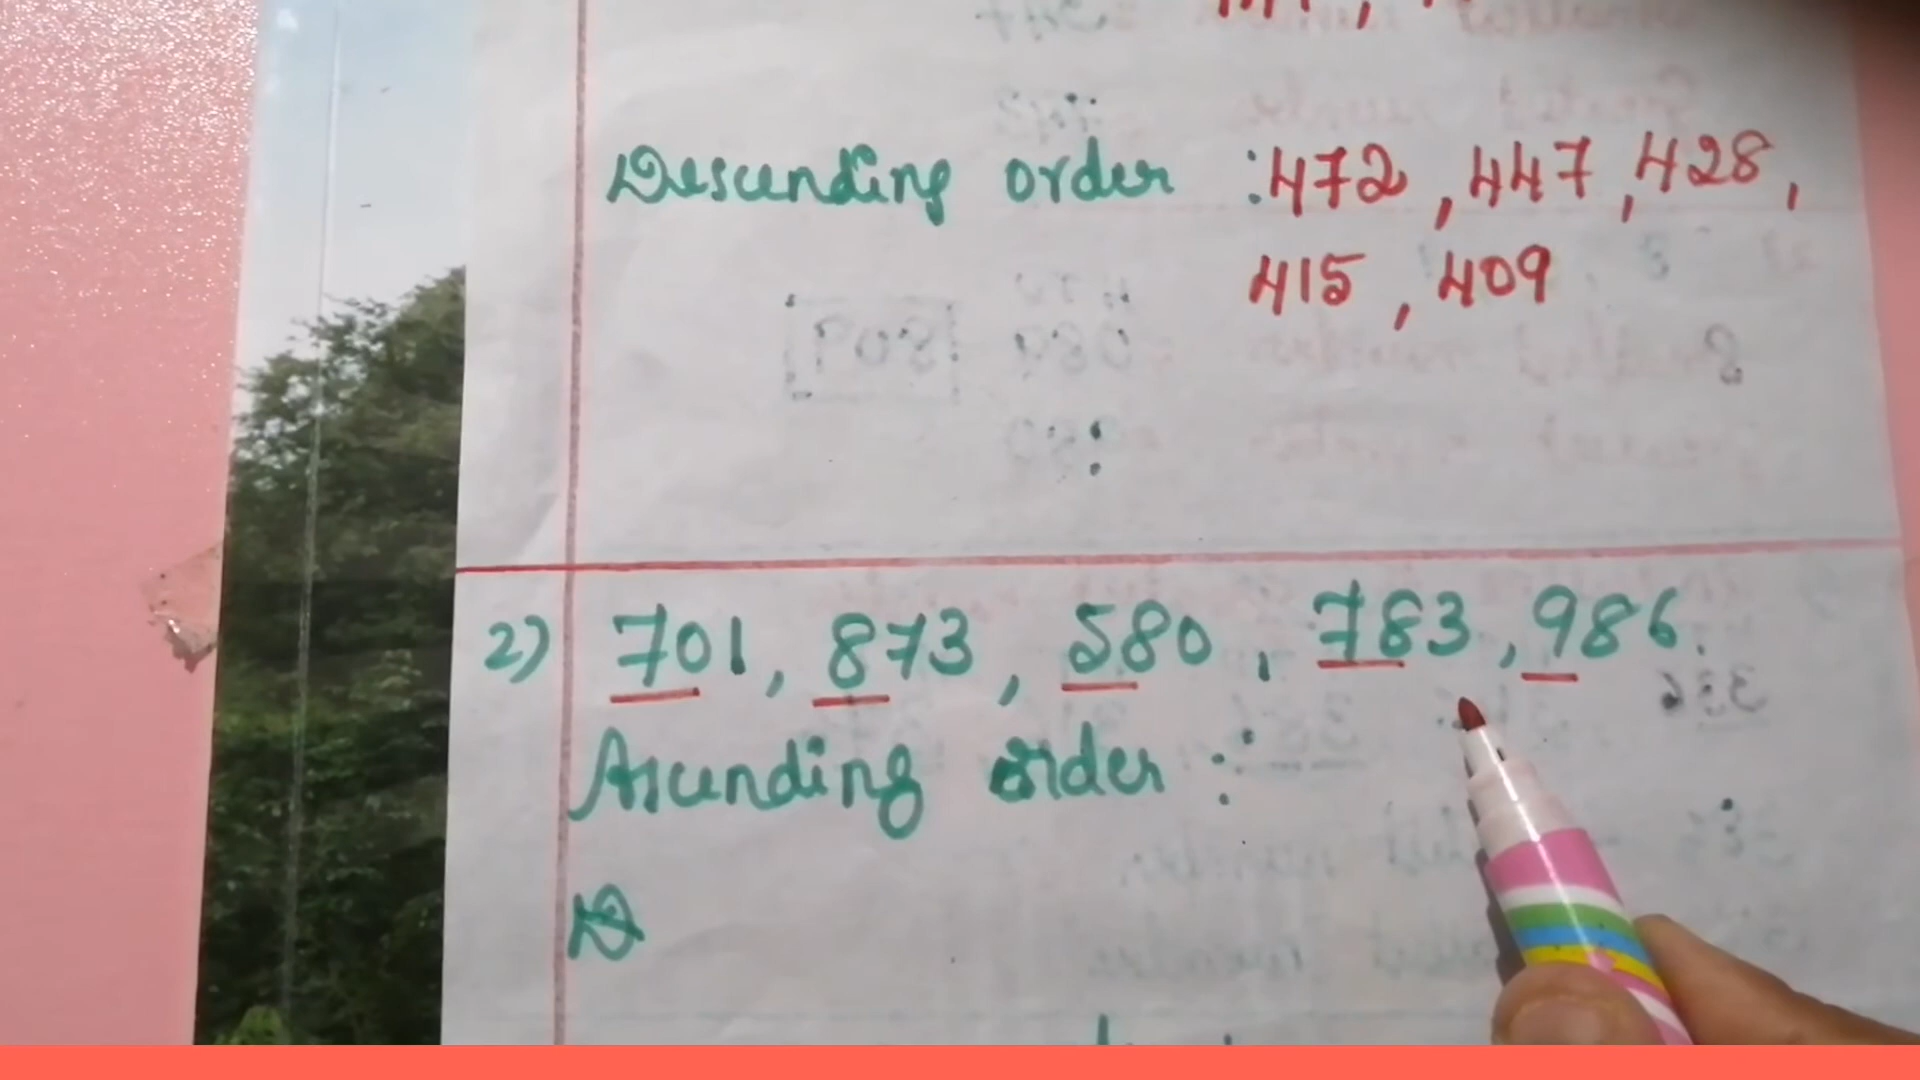 Descending order : 472, 447, 428,
415, 409
2) 701, 873, 580, 783, 986.
Ascending order :
D